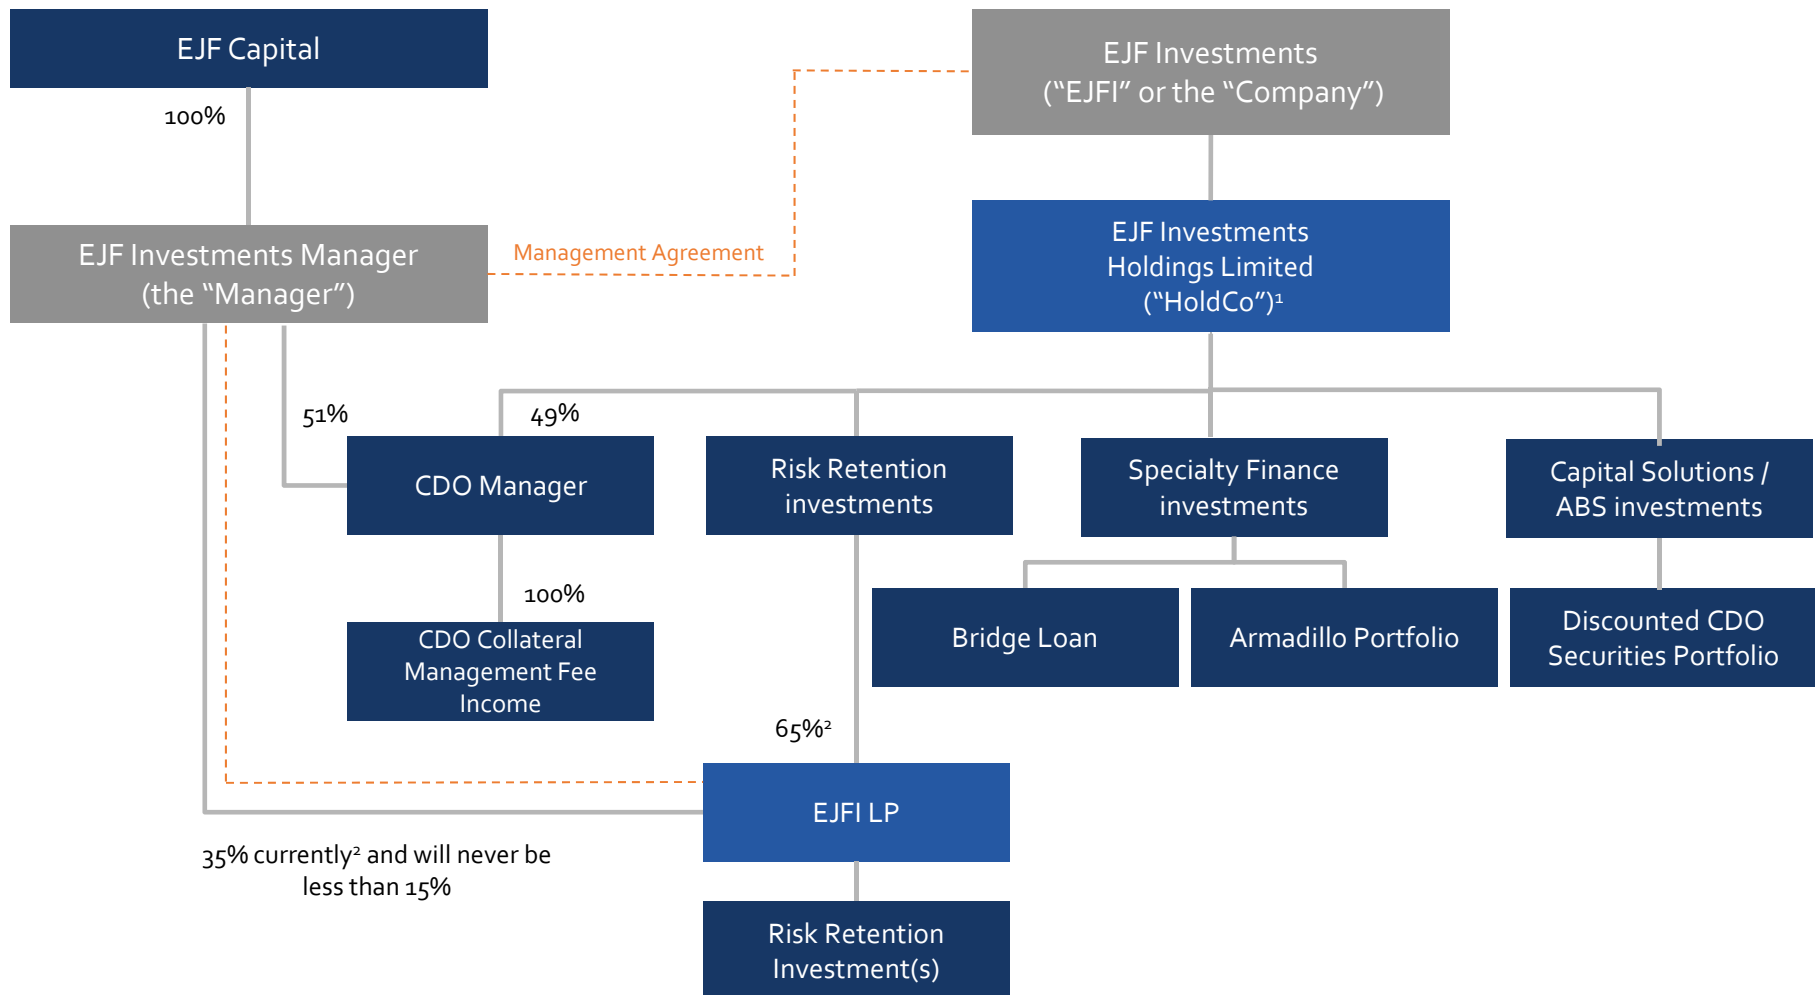 EJF Capital
100%
EJF Investments
(“EJFI” or the “Company”)
EJF Investments Manager
(the “Manager”)
Management Agreement
EJF Investments
Holdings Limited
(“HoldCo”)¹
51%
49%
CDO Manager
Risk Retention
investments
Specialty Finance
investments
Capital Solutions /
ABS investments
100%
CDO Collateral
Management Fee
Income
Bridge Loan
Armadillo Portfolio
Discounted CDO
Securities Portfolio
65%²
EJFI LP
35% currently² and will never be
less than 15%
Risk Retention
Investment(s)